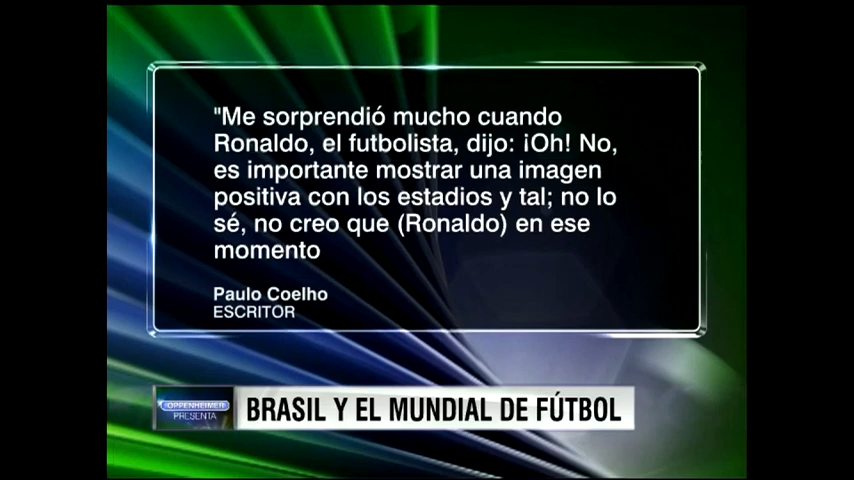 "Me sorprendió mucho cuando
Ronaldo, el futbolista, dijo: ¡Oh! No,
es importante mostrar una imagen
positiva con los estadios y tal; no lo
sé, no creo que (Ronaldo) en ese
momento
Paulo Coelho
ESCRITOR
OPPENHEIMER
PRESENTA
BRASIL Y EL MUNDIAL DE FÚTBOL